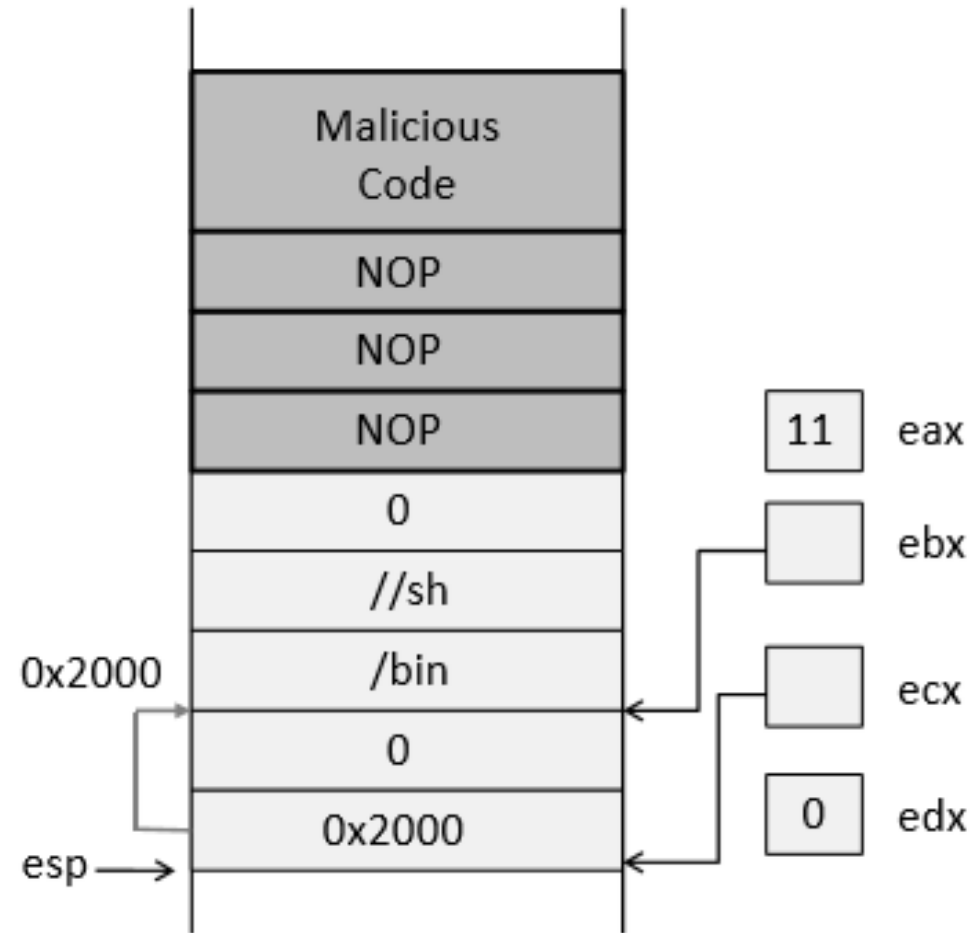 Malicious
Code
NOP
NOP
NOP
11 eax
0
ebx
//sh
0x2000
/bin
ecx
0
0 edx
0x2000
esp